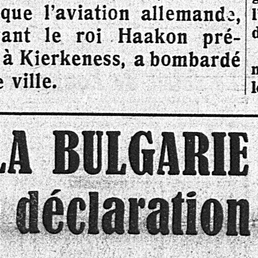 que l'aviation allemande,
ant le roi Haakon pré-
à Kierkeness, a bombardé
e ville.
LA BULGARIE
déclaration